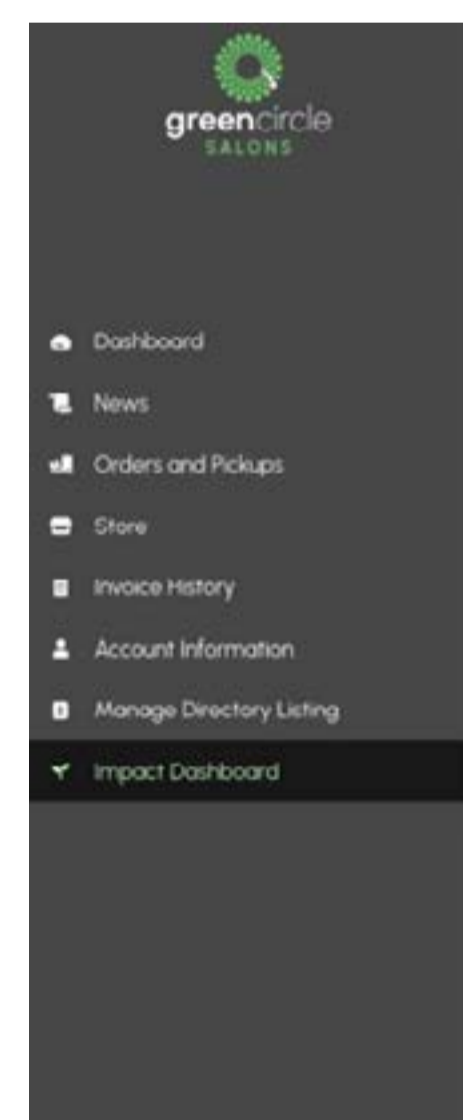 greencircle
SALONS
Dashboard
News
Orders and Pickups
Store
Invoice History
Account Information
Manage Directory Listing
Impact Dashboard